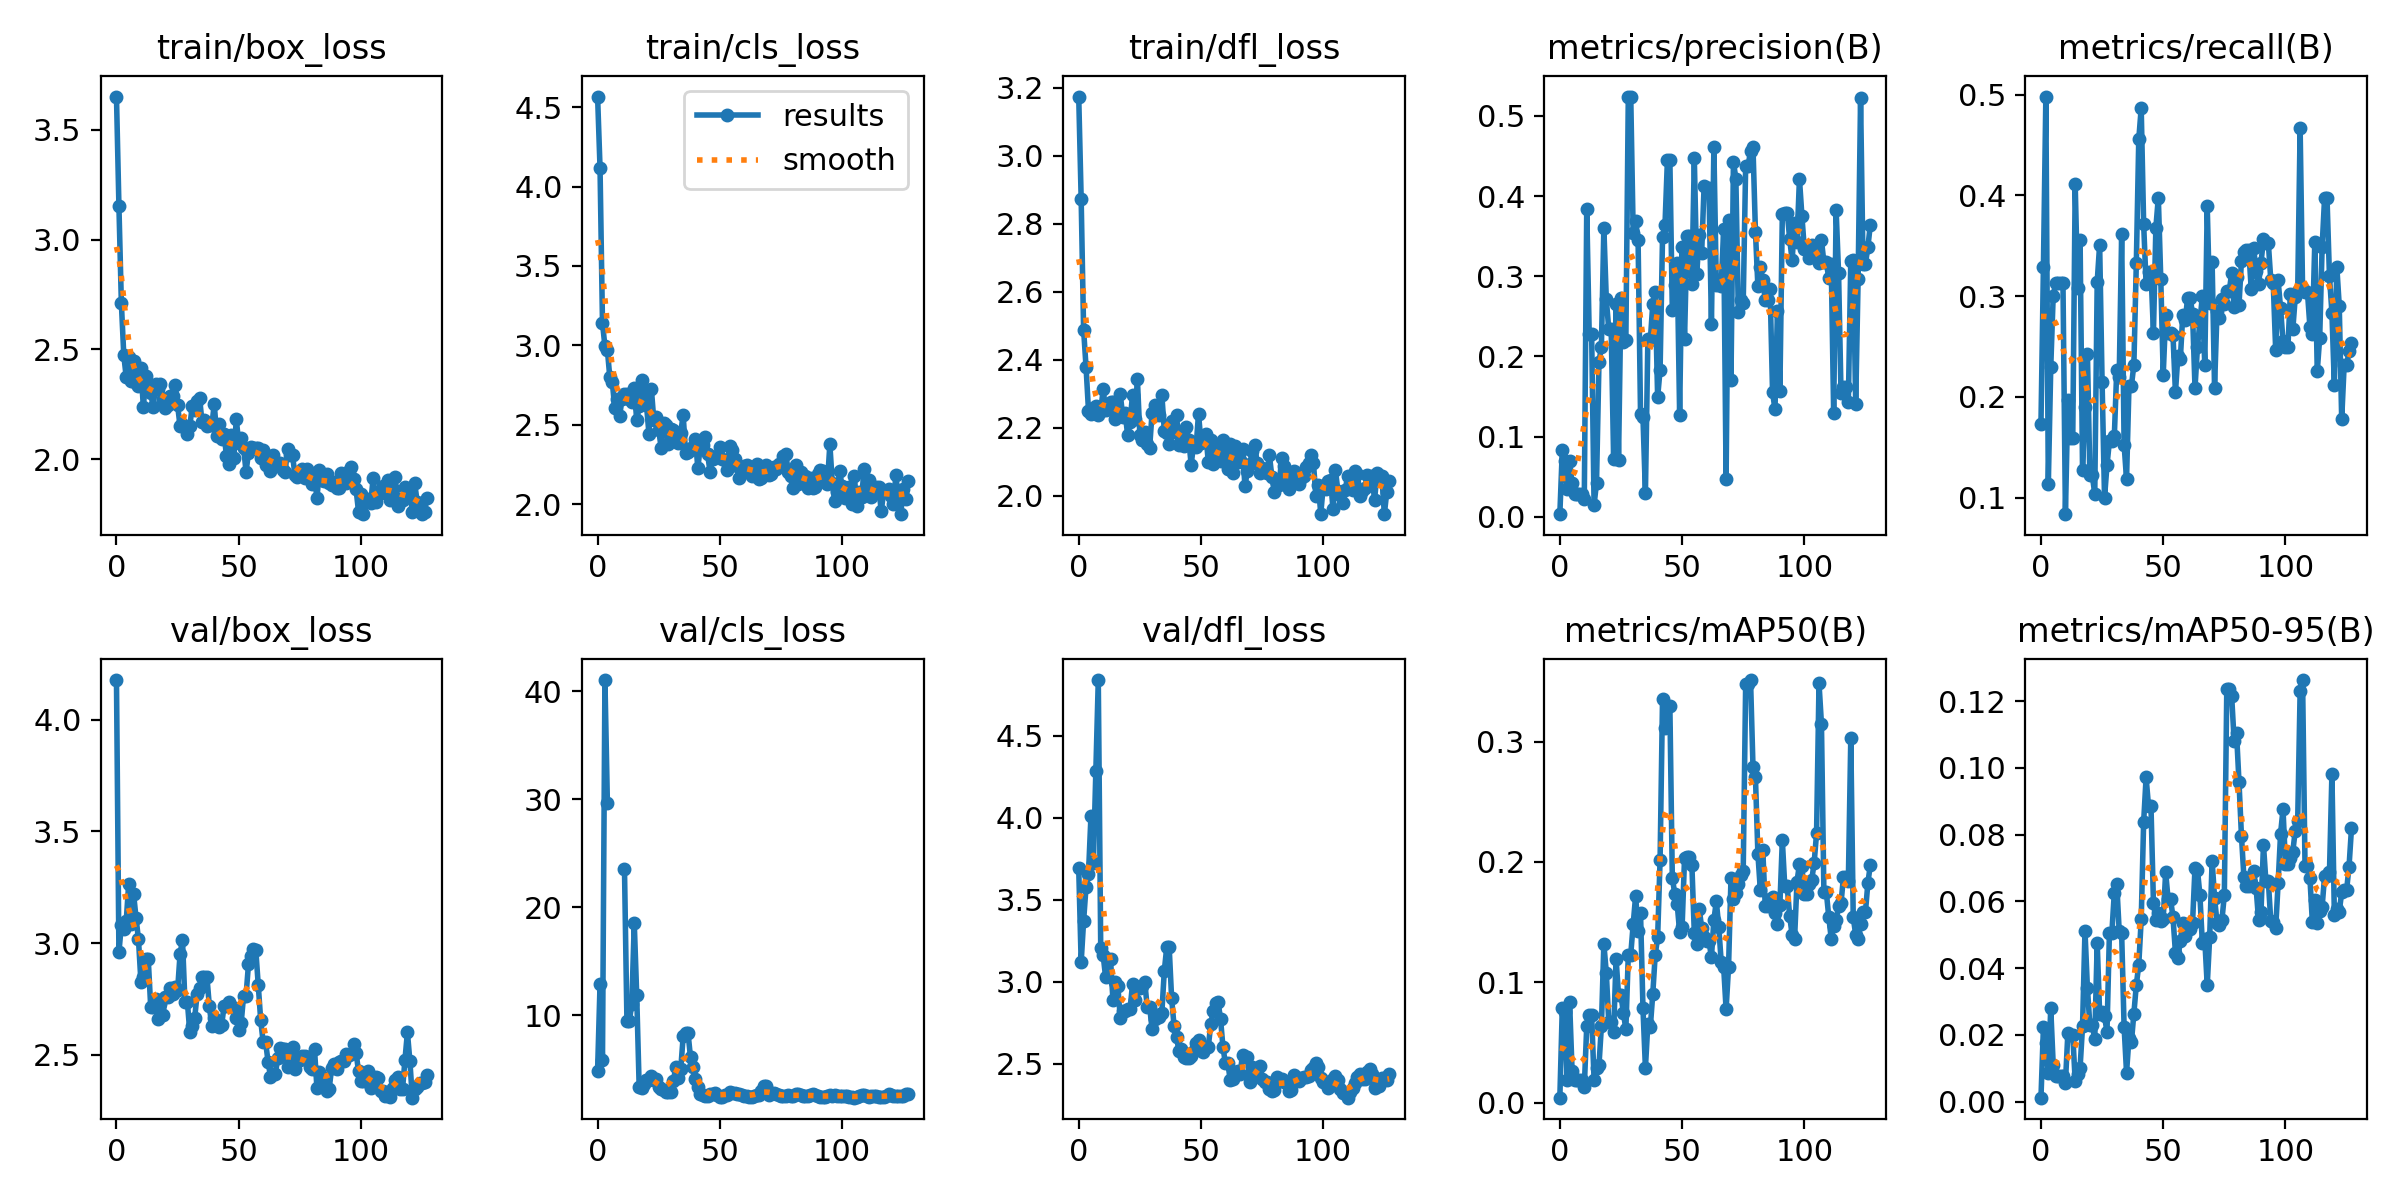 train/box_loss
3.5
3.0
2.5
2.0
0 50 100
train/cls_loss
results
smooth
4.5
4.0
3.5
3.0
2.5
2.0
0 50 100
train/dfl_loss
3.2
3.0
2.8
2.6
2.4
2.2
2.0
0 50 100
metrics/precision(B)
0.5
0.4
0.3
0.2
0.1
0.0
0 50 100
metrics/recall(B)
0.5
0.4
0.3
0.2
0.1
0 50 100
val/box_loss
4.0
3.5
3.0
2.5
0 50 100
val/cls_loss
40
30
20
10
0 50 100
val/dfl_loss
4.5
4.0
3.5
3.0
2.5
0 50 100
metrics/mAP50(B)
0.3
0.2
0.1
0.0
0 50 100
metrics/mAP50-95(B)
0.12
0.10
0.08
0.06
0.04
0.02
0.00
0 50 100